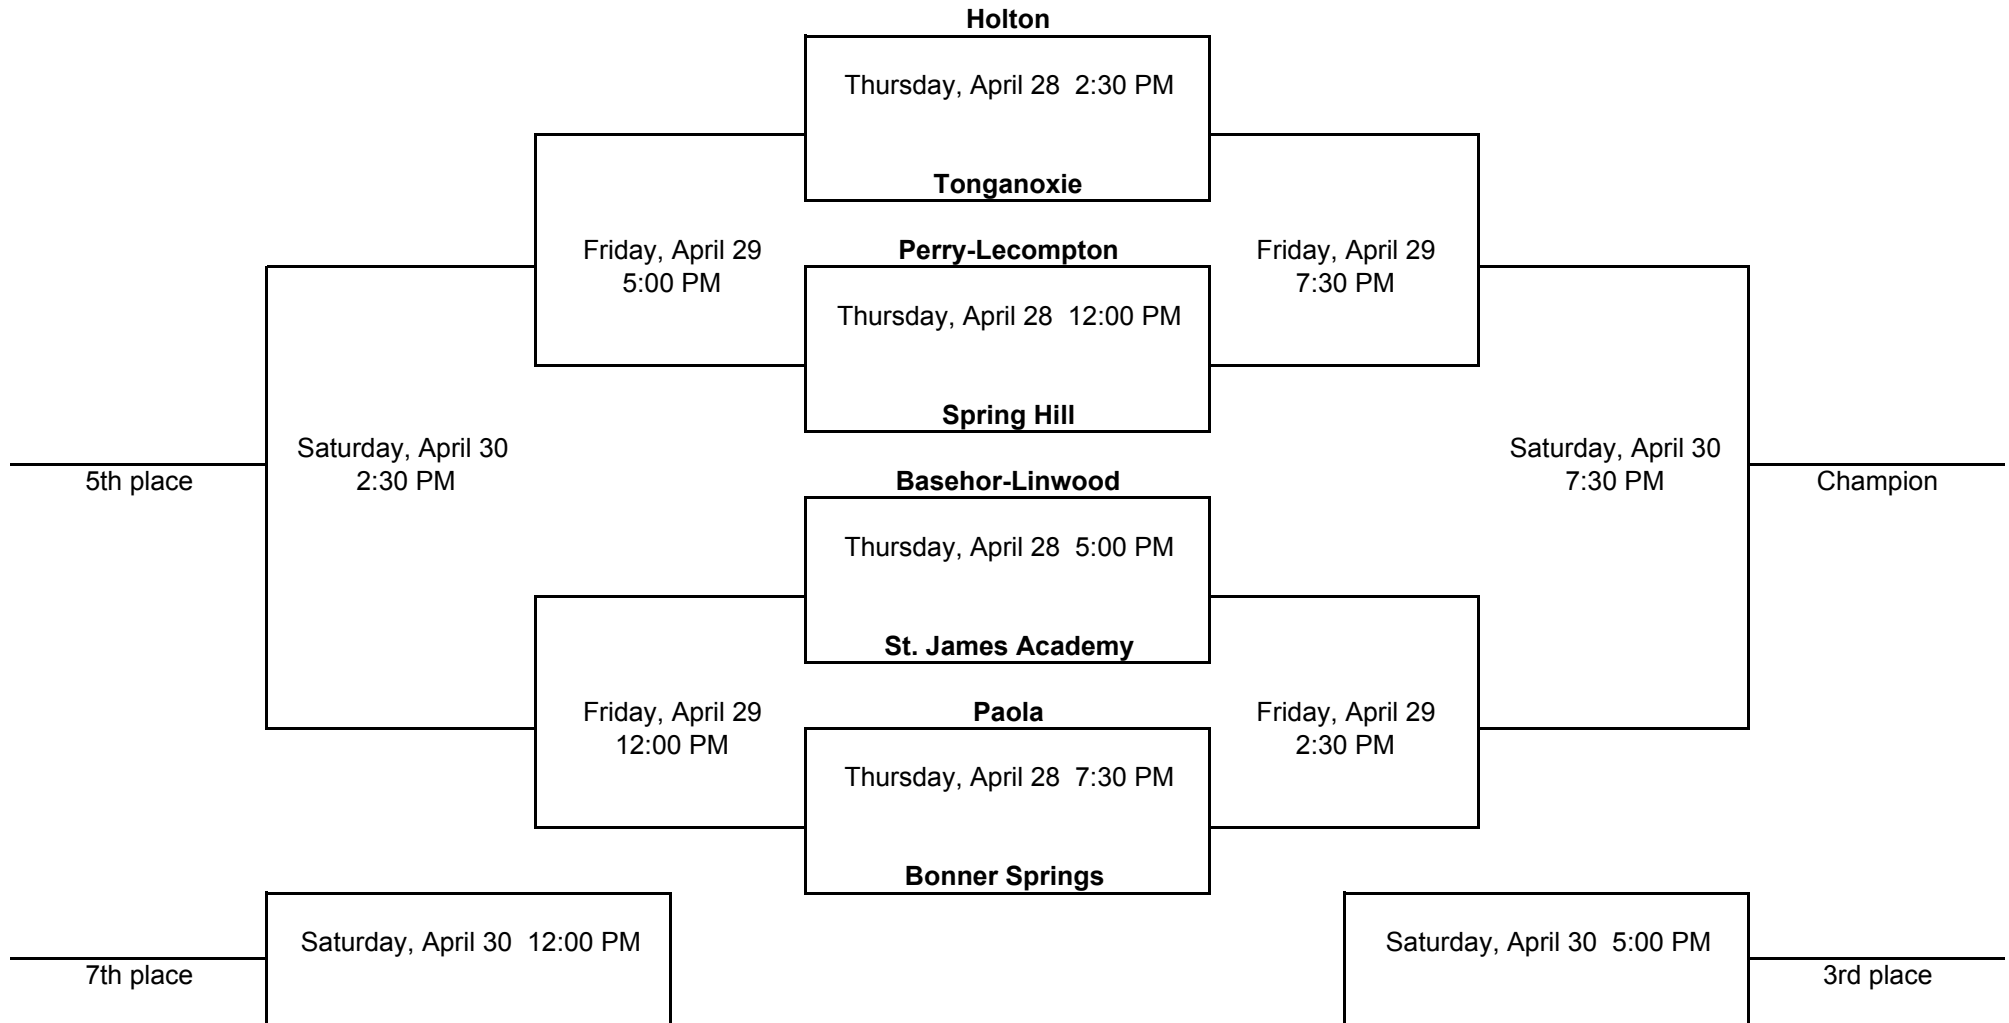 Holton
Thursday, April 28  2:30 PM
Tonganoxie
Friday, April 29
5:00 PM
Perry-Lecompton
Friday, April 29
7:30 PM
Thursday, April 28  12:00 PM
Spring Hill
Saturday, April 30
2:30 PM
5th place
Saturday, April 30
7:30 PM
Champion
Basehor-Linwood
Thursday, April 28  5:00 PM
St. James Academy
Friday, April 29
12:00 PM
Paola
Friday, April 29
2:30 PM
Thursday, April 28  7:30 PM
Bonner Springs
Saturday, April 30  12:00 PM
7th place
Saturday, April 30  5:00 PM
3rd place